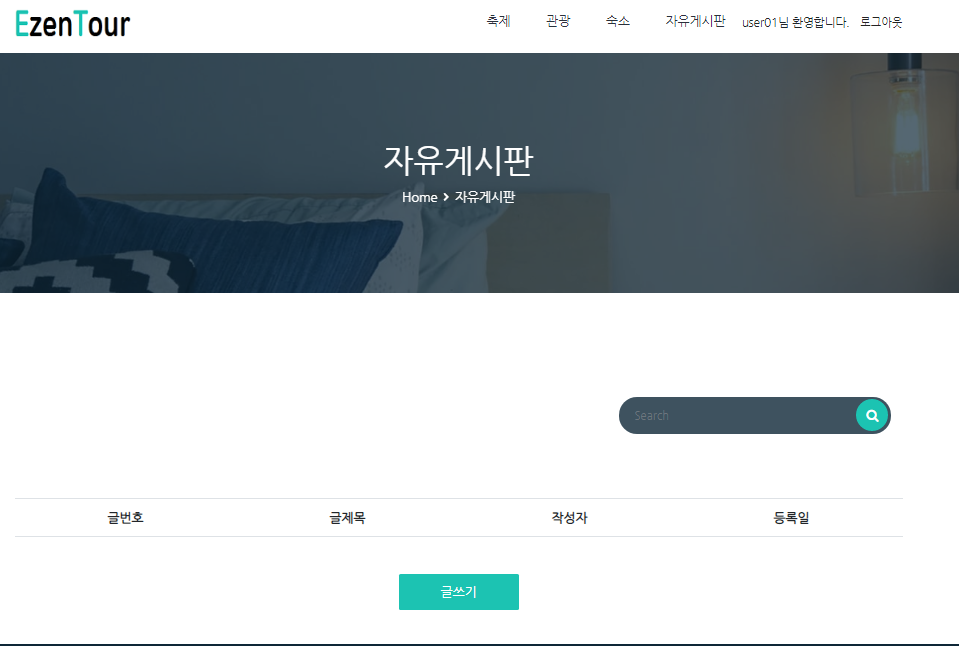 EzenTour
축제 관광 숙소 자유게시판 user01님 환영합니다. 로그아웃
자유게시판
Home > 자유게시판
Search
글번호 글제목 작성자 등록일
글쓰기